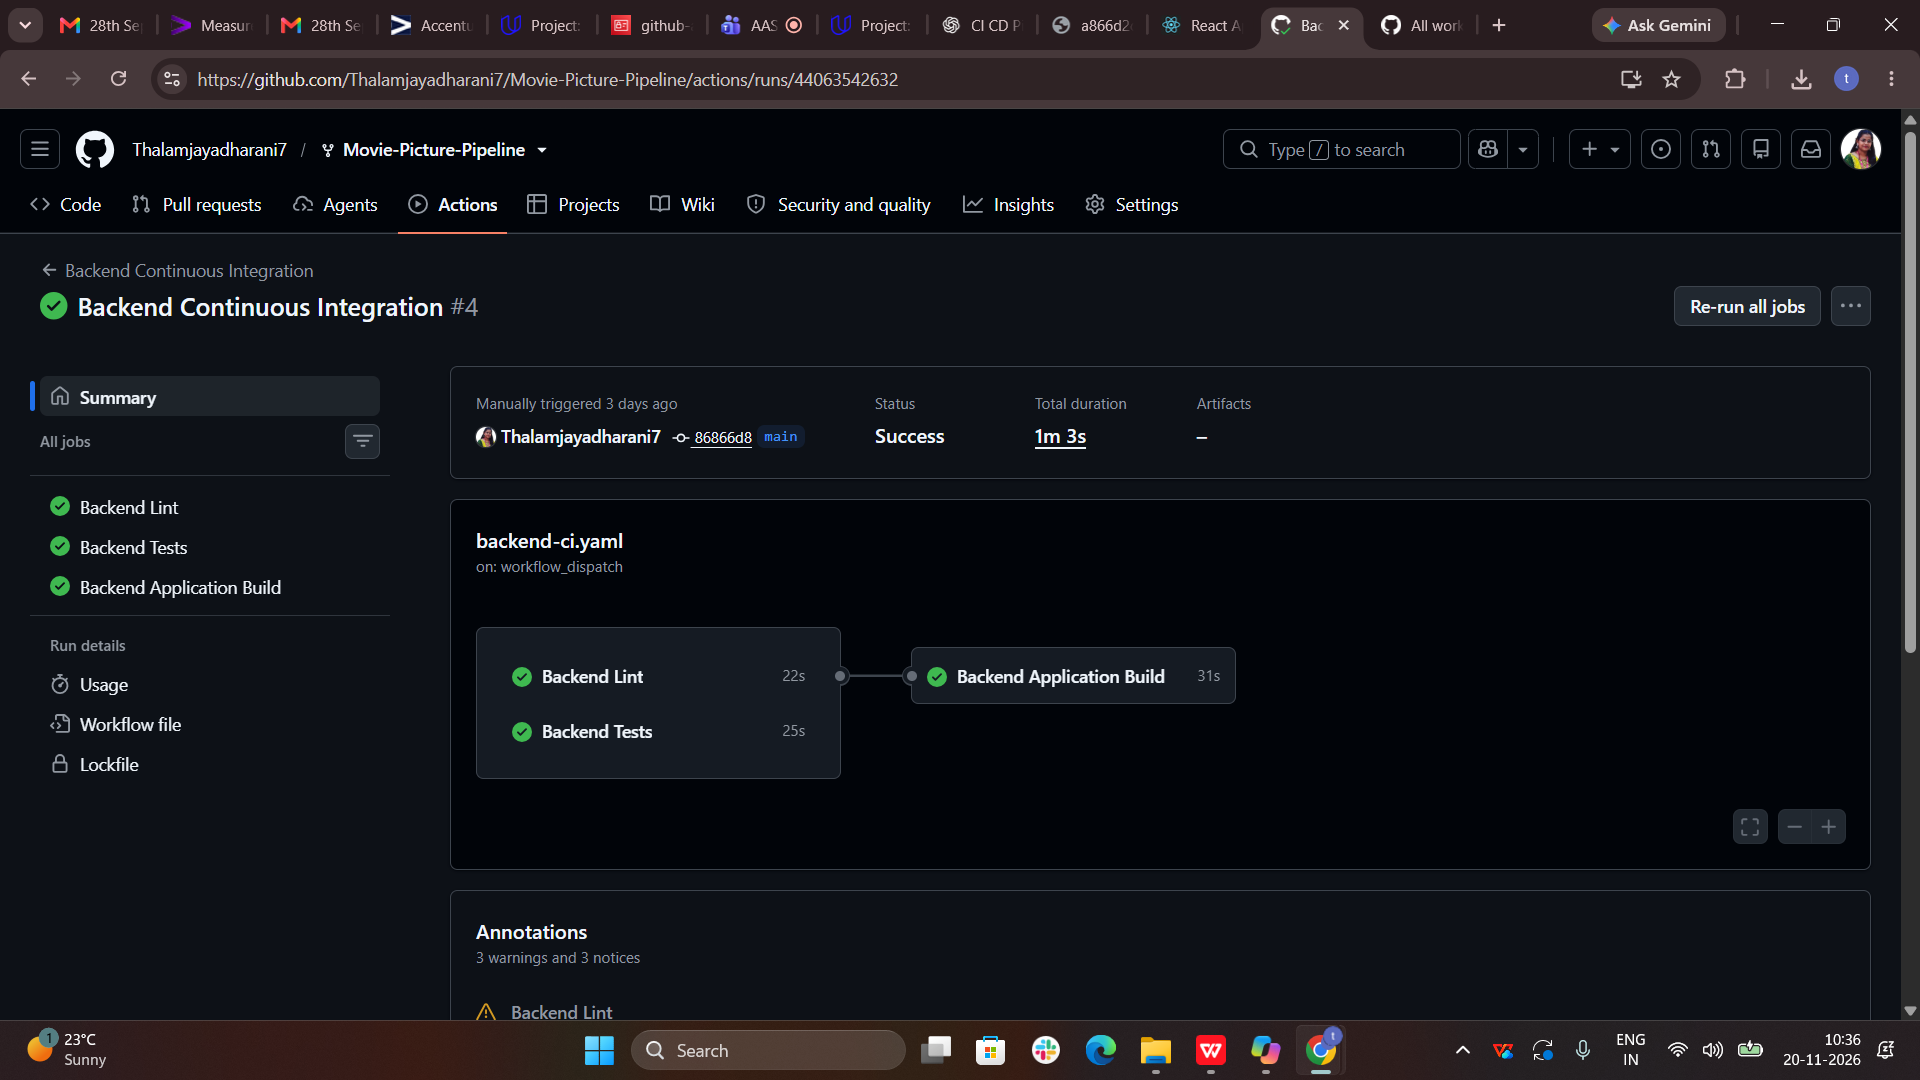 28th Se
Measur
28th Se
Accentu
Project:
github-
AAS
Project:
CI CD P
a866d2
React A
Bac
All work
Ask Gemini
https://github.com/Thalamjayadharani7/Movie-Picture-Pipeline/actions/runs/44063542632
t
Thalamjayadharani7 / Movie-Picture-Pipeline
Type / to search
Code
Pull requests
Agents
Actions
Projects
Wiki
Security and quality
Insights
Settings
Backend Continuous Integration
Backend Continuous Integration #4
Re-run all jobs
Summary
All jobs
Backend Lint
Backend Tests
Backend Application Build
Run details
Usage
Workflow file
Lockfile
Manually triggered 3 days ago
Thalamjayadharani7 86866d8 main
Status
Success
Total duration
1m 3s
Artifacts
–
backend-ci.yaml
on: workflow_dispatch
Backend Lint 22s
Backend Tests 25s
Backend Application Build 31s
Annotations
3 warnings and 3 notices
Backend Lint
1
23°C
Sunny
Search
t
ENG
IN
10:36
20-11-2026